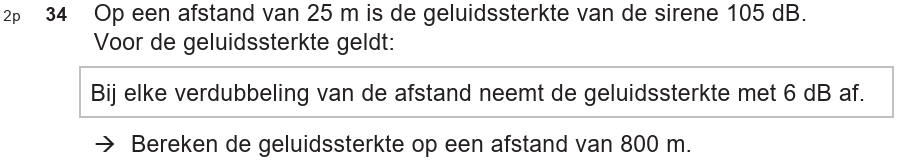 2p 34 Op een afstand van 25 m is de geluidssterkte van de sirene 105 dB.
Voor de geluidssterkte geldt:
Bij elke verdubbeling van de afstand neemt de geluidssterkte met 6 dB af.
→ Bereken de geluidssterkte op een afstand van 800 m.